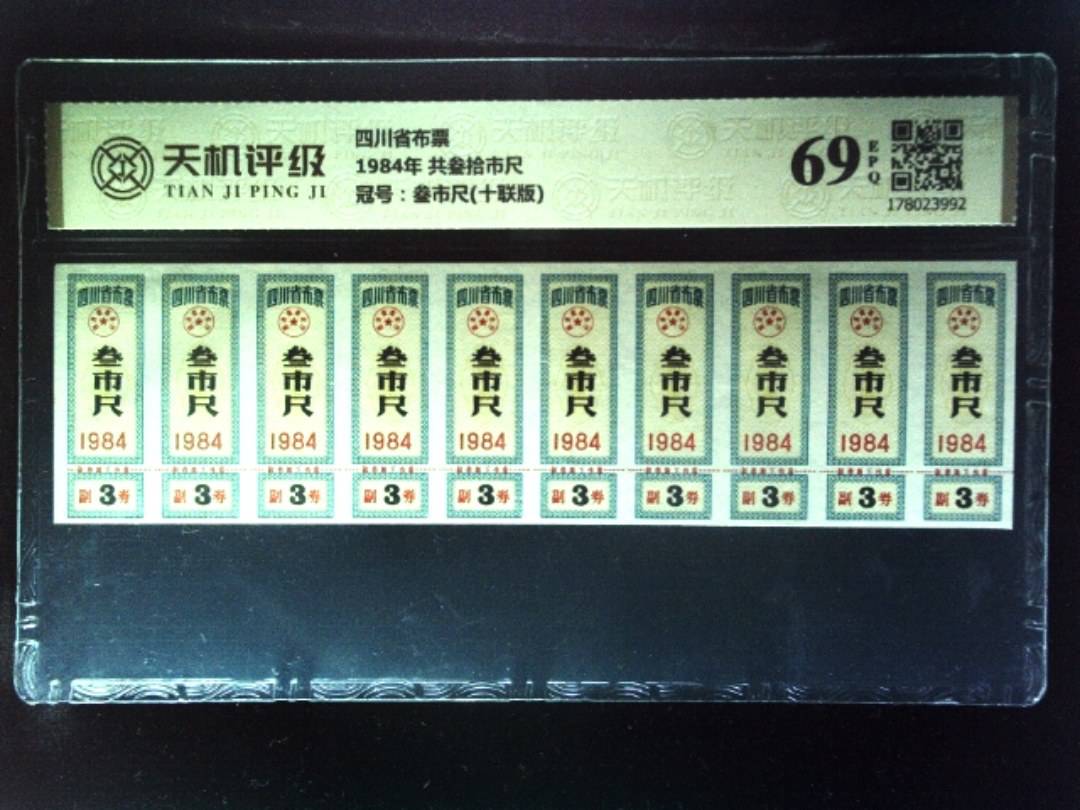 天机评级
TIAN JI PING JI
四川省布票
1984年 共叁拾市尺
冠号：叁市尺(十联版)
69
EPQ
178023992
四川省布票 四川省布票 四川省布票 四川省布票 四川省布票 四川省布票 四川省布票 四川省布票 四川省布票 四川省布票
叁市尺 叁市尺 叁市尺 叁市尺 叁市尺 叁市尺 叁市尺 叁市尺 叁市尺 叁市尺
1984 1984 1984 1984 1984 1984 1984 1984 1984 1984
副3券 副3券 副3券 副3券 副3券 副3券 副3券 副3券 副3券 副3券